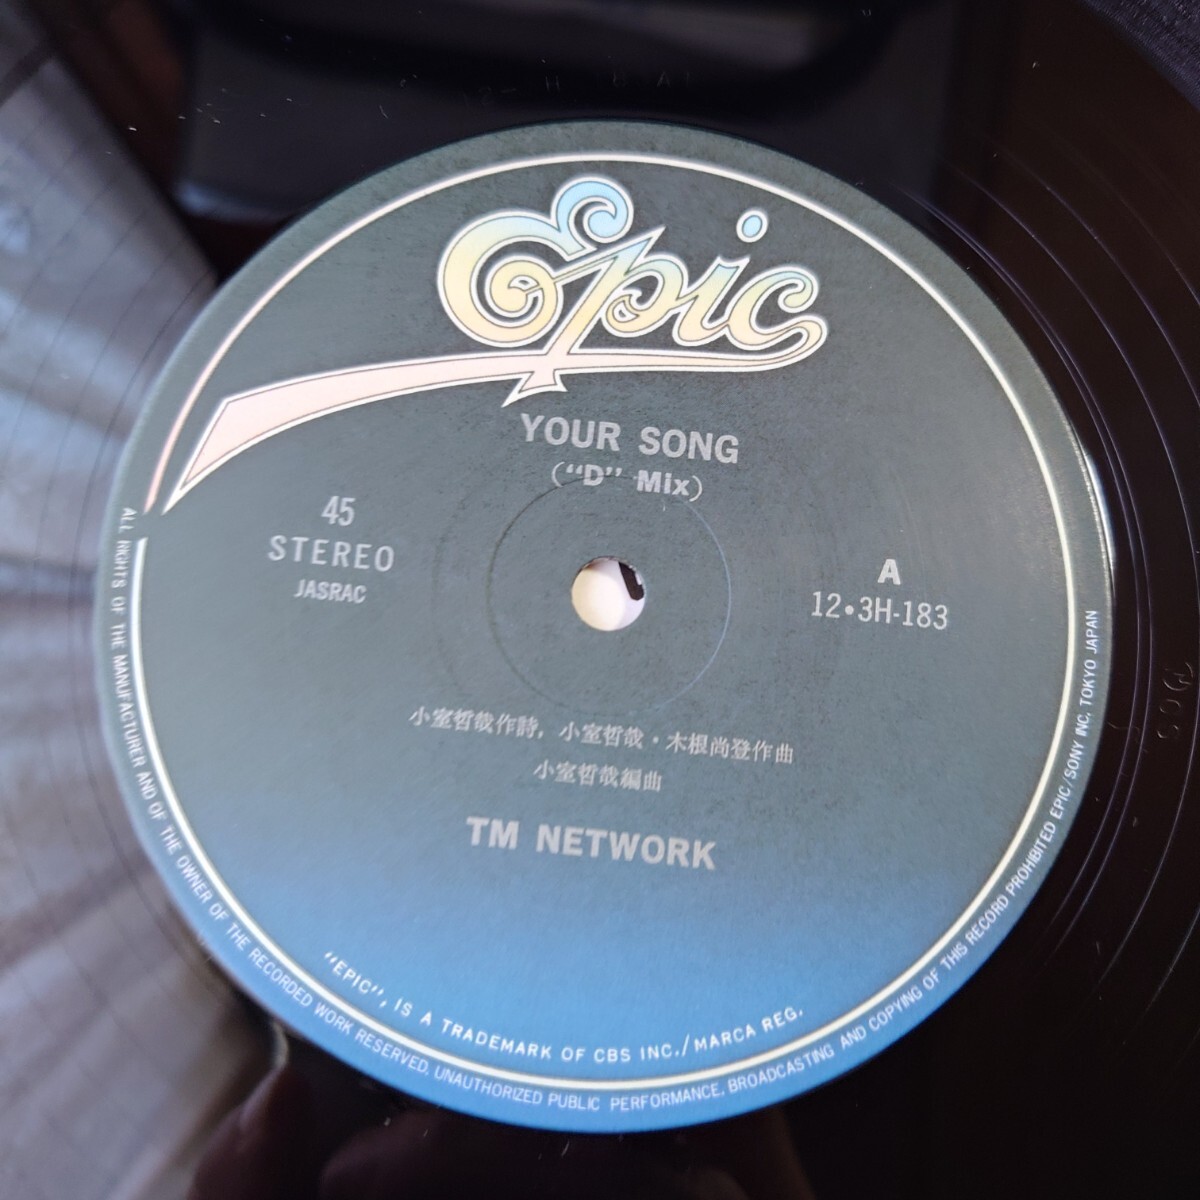 Epic
YOUR SONG
("D" Mix)
45
STEREO
JASRAC
A
12•3H-183
小室哲哉作詩, 小室哲哉・木根尚登作曲
小室哲哉編曲
TM NETWORK
"EPIC", IS A TRADEMARK OF CBS INC./MARCA REG.
ALL RIGHTS OF THE MANUFACTURER AND OF THE OWNER OF THE RECORDED WORK RESERVED. UNAUTHORIZED PUBLIC PERFORMANCE, BROADCASTING AND COPYING OF THIS RECORD PROHIBITED EPIC/SONY INC. TOKYO JAPAN